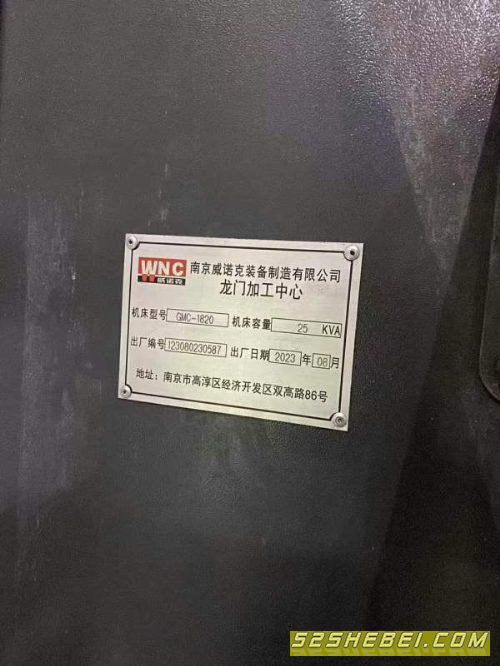 WNC
威诺克
南京威诺克装备制造有限公司
龙门加工中心
机床型号 GMC-1820 机床容量 25 KVA
出厂编号 123080230587 出厂日期 2023 年 08 月
地址: 南京市高淳区经济开发区双高路86号
52SHEBEI.COM